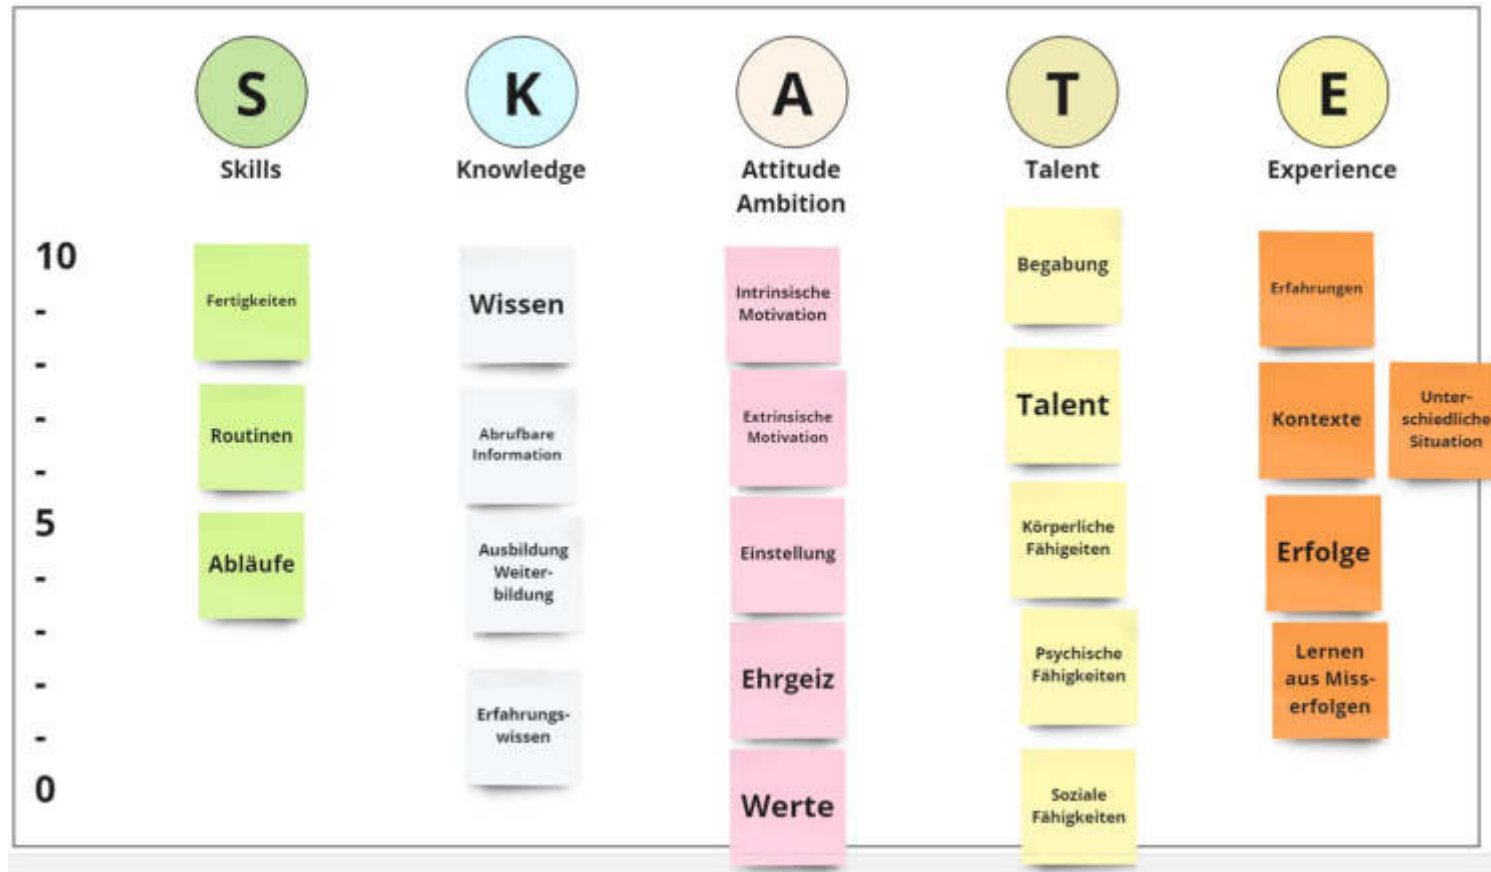 S
K
A
T
E
Skills
Knowledge
Attitude
Ambition
Talent
Experience
10
-
-
-
-
5
-
-
-
-
0
Fertigkeiten
Routinen
Abläufe
Wissen
Abrufbare
Information
Ausbildung
Weiter-
bildung
Erfahrungs-
wissen
Intrinsische
Motivation
Extrinsische
Motivation
Einstellung
Ehrgeiz
Werte
Begabung
Talent
Körperliche
Fähigeiten
Psychische
Fähigkeiten
Soziale
Fähigkeiten
Erfahrungen
Kontexte
Unter-
schiedliche
Situation
Erfolge
Lernen
aus Miss-
erfolgen